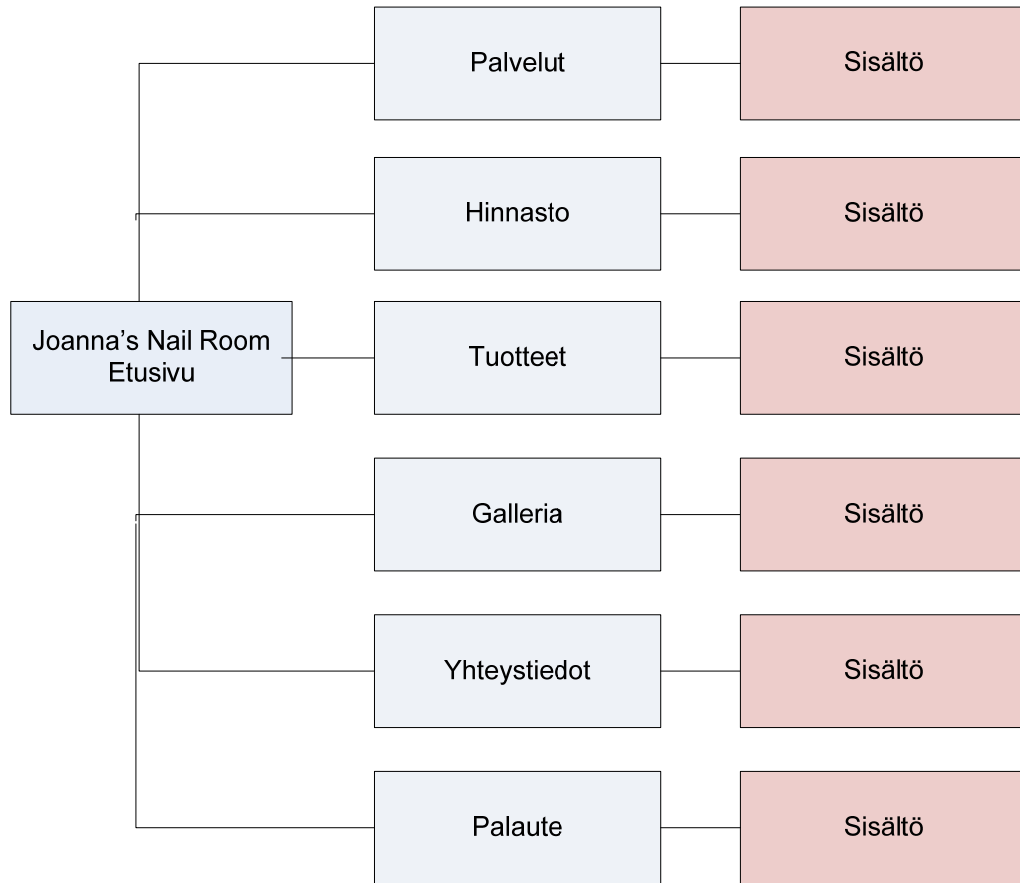 Palvelut
Sisältö
Hinnasto
Sisältö
Joanna’s Nail Room
Etusivu
Tuotteet
Sisältö
Galleria
Sisältö
Yhteystiedot
Sisältö
Palaute
Sisältö